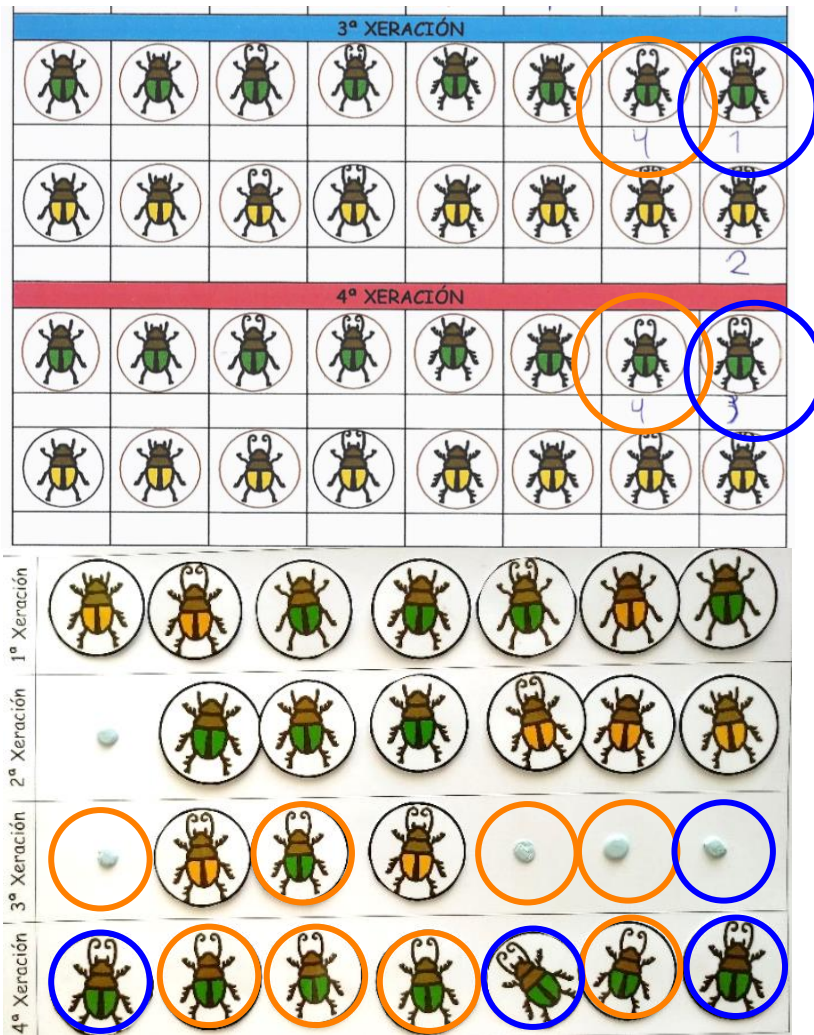 3ª XERACIÓN
4 1
2
4ª XERACIÓN
4 3
1ª Xeración
2ª Xeración
3ª Xeración
4ª Xeración